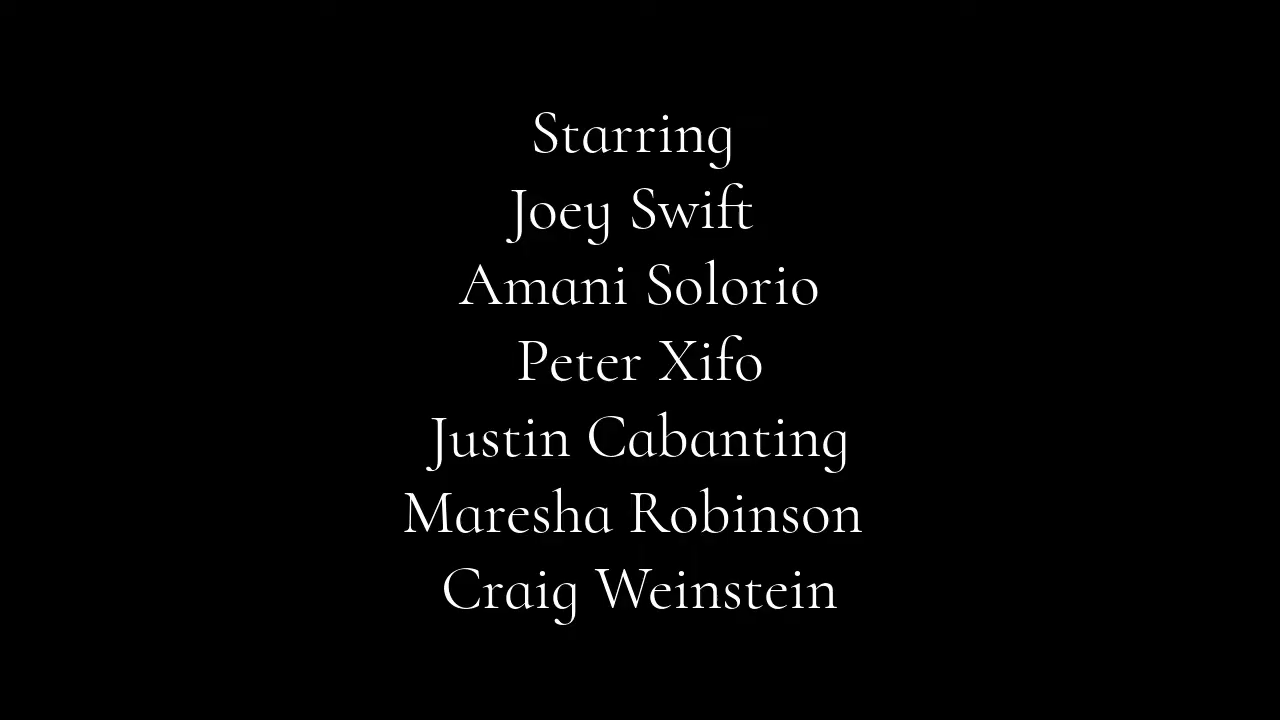 Starring
Joey Swift
Amani Solorio
Peter Xifo
Justin Cabanting
Maresha Robinson
Craig Weinstein